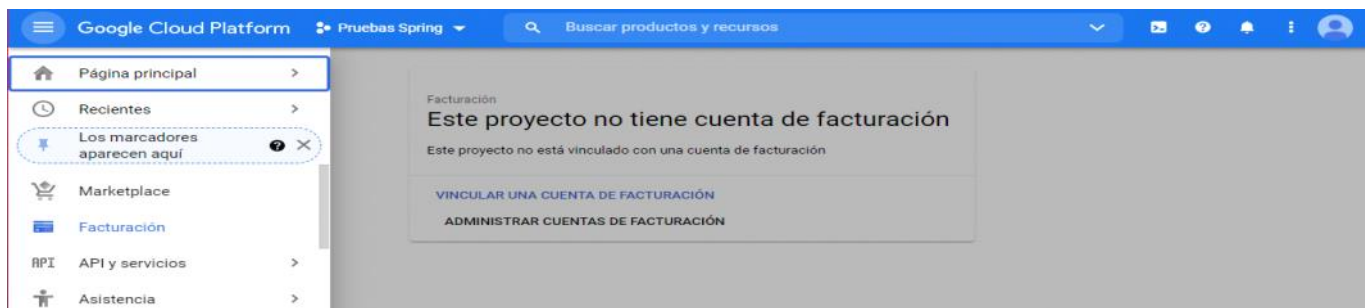 Google Cloud Platform
Pruebas Spring
Buscar productos y recursos
Página principal
Recientes
Los marcadores
aparecen aquí
Marketplace
Facturación
API API y servicios
Asistencia
Facturación
Este proyecto no tiene cuenta de facturación
Este proyecto no está vinculado con una cuenta de facturación
VINCULAR UNA CUENTA DE FACTURACIÓN
ADMINISTRAR CUENTAS DE FACTURACIÓN